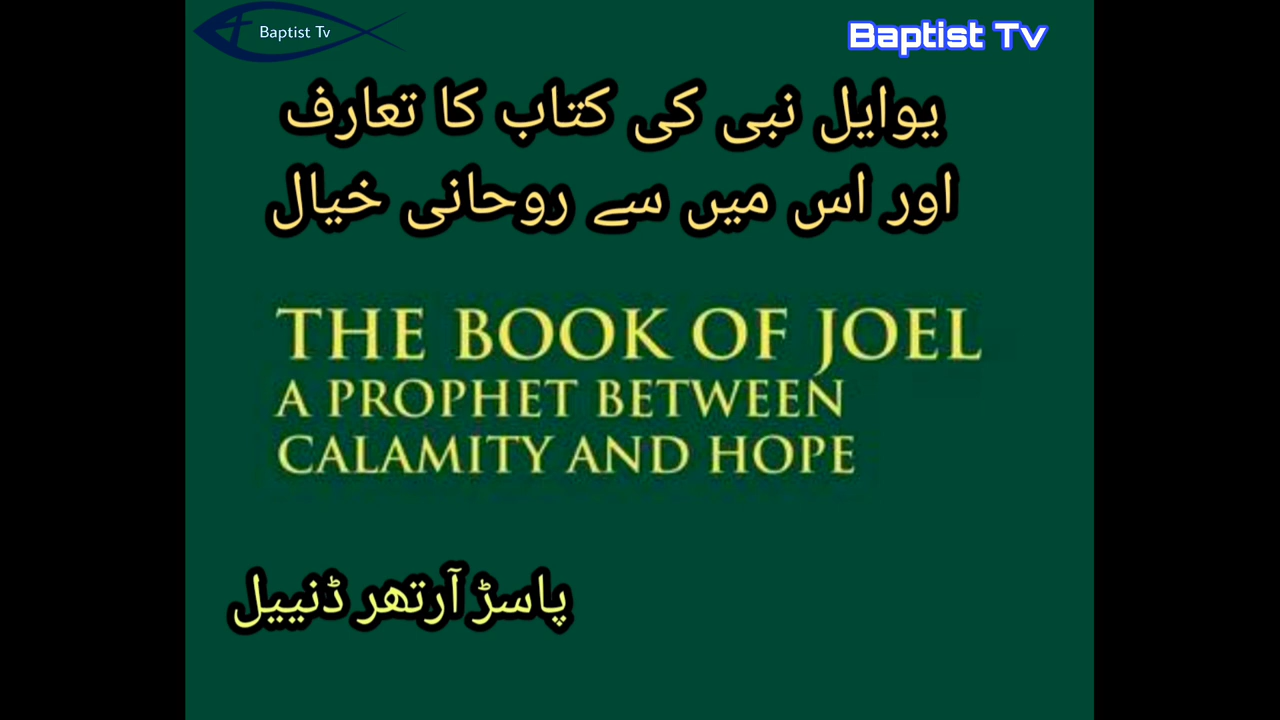 Baptist Tv
Baptist Tv
یوایل نبی کی کتاب کا تعارف
اور اس میں سے روحانی خیال
THE BOOK OF JOEL
A PROPHET BETWEEN
CALAMITY AND HOPE
پاسڑ آرتھر ڈنییل